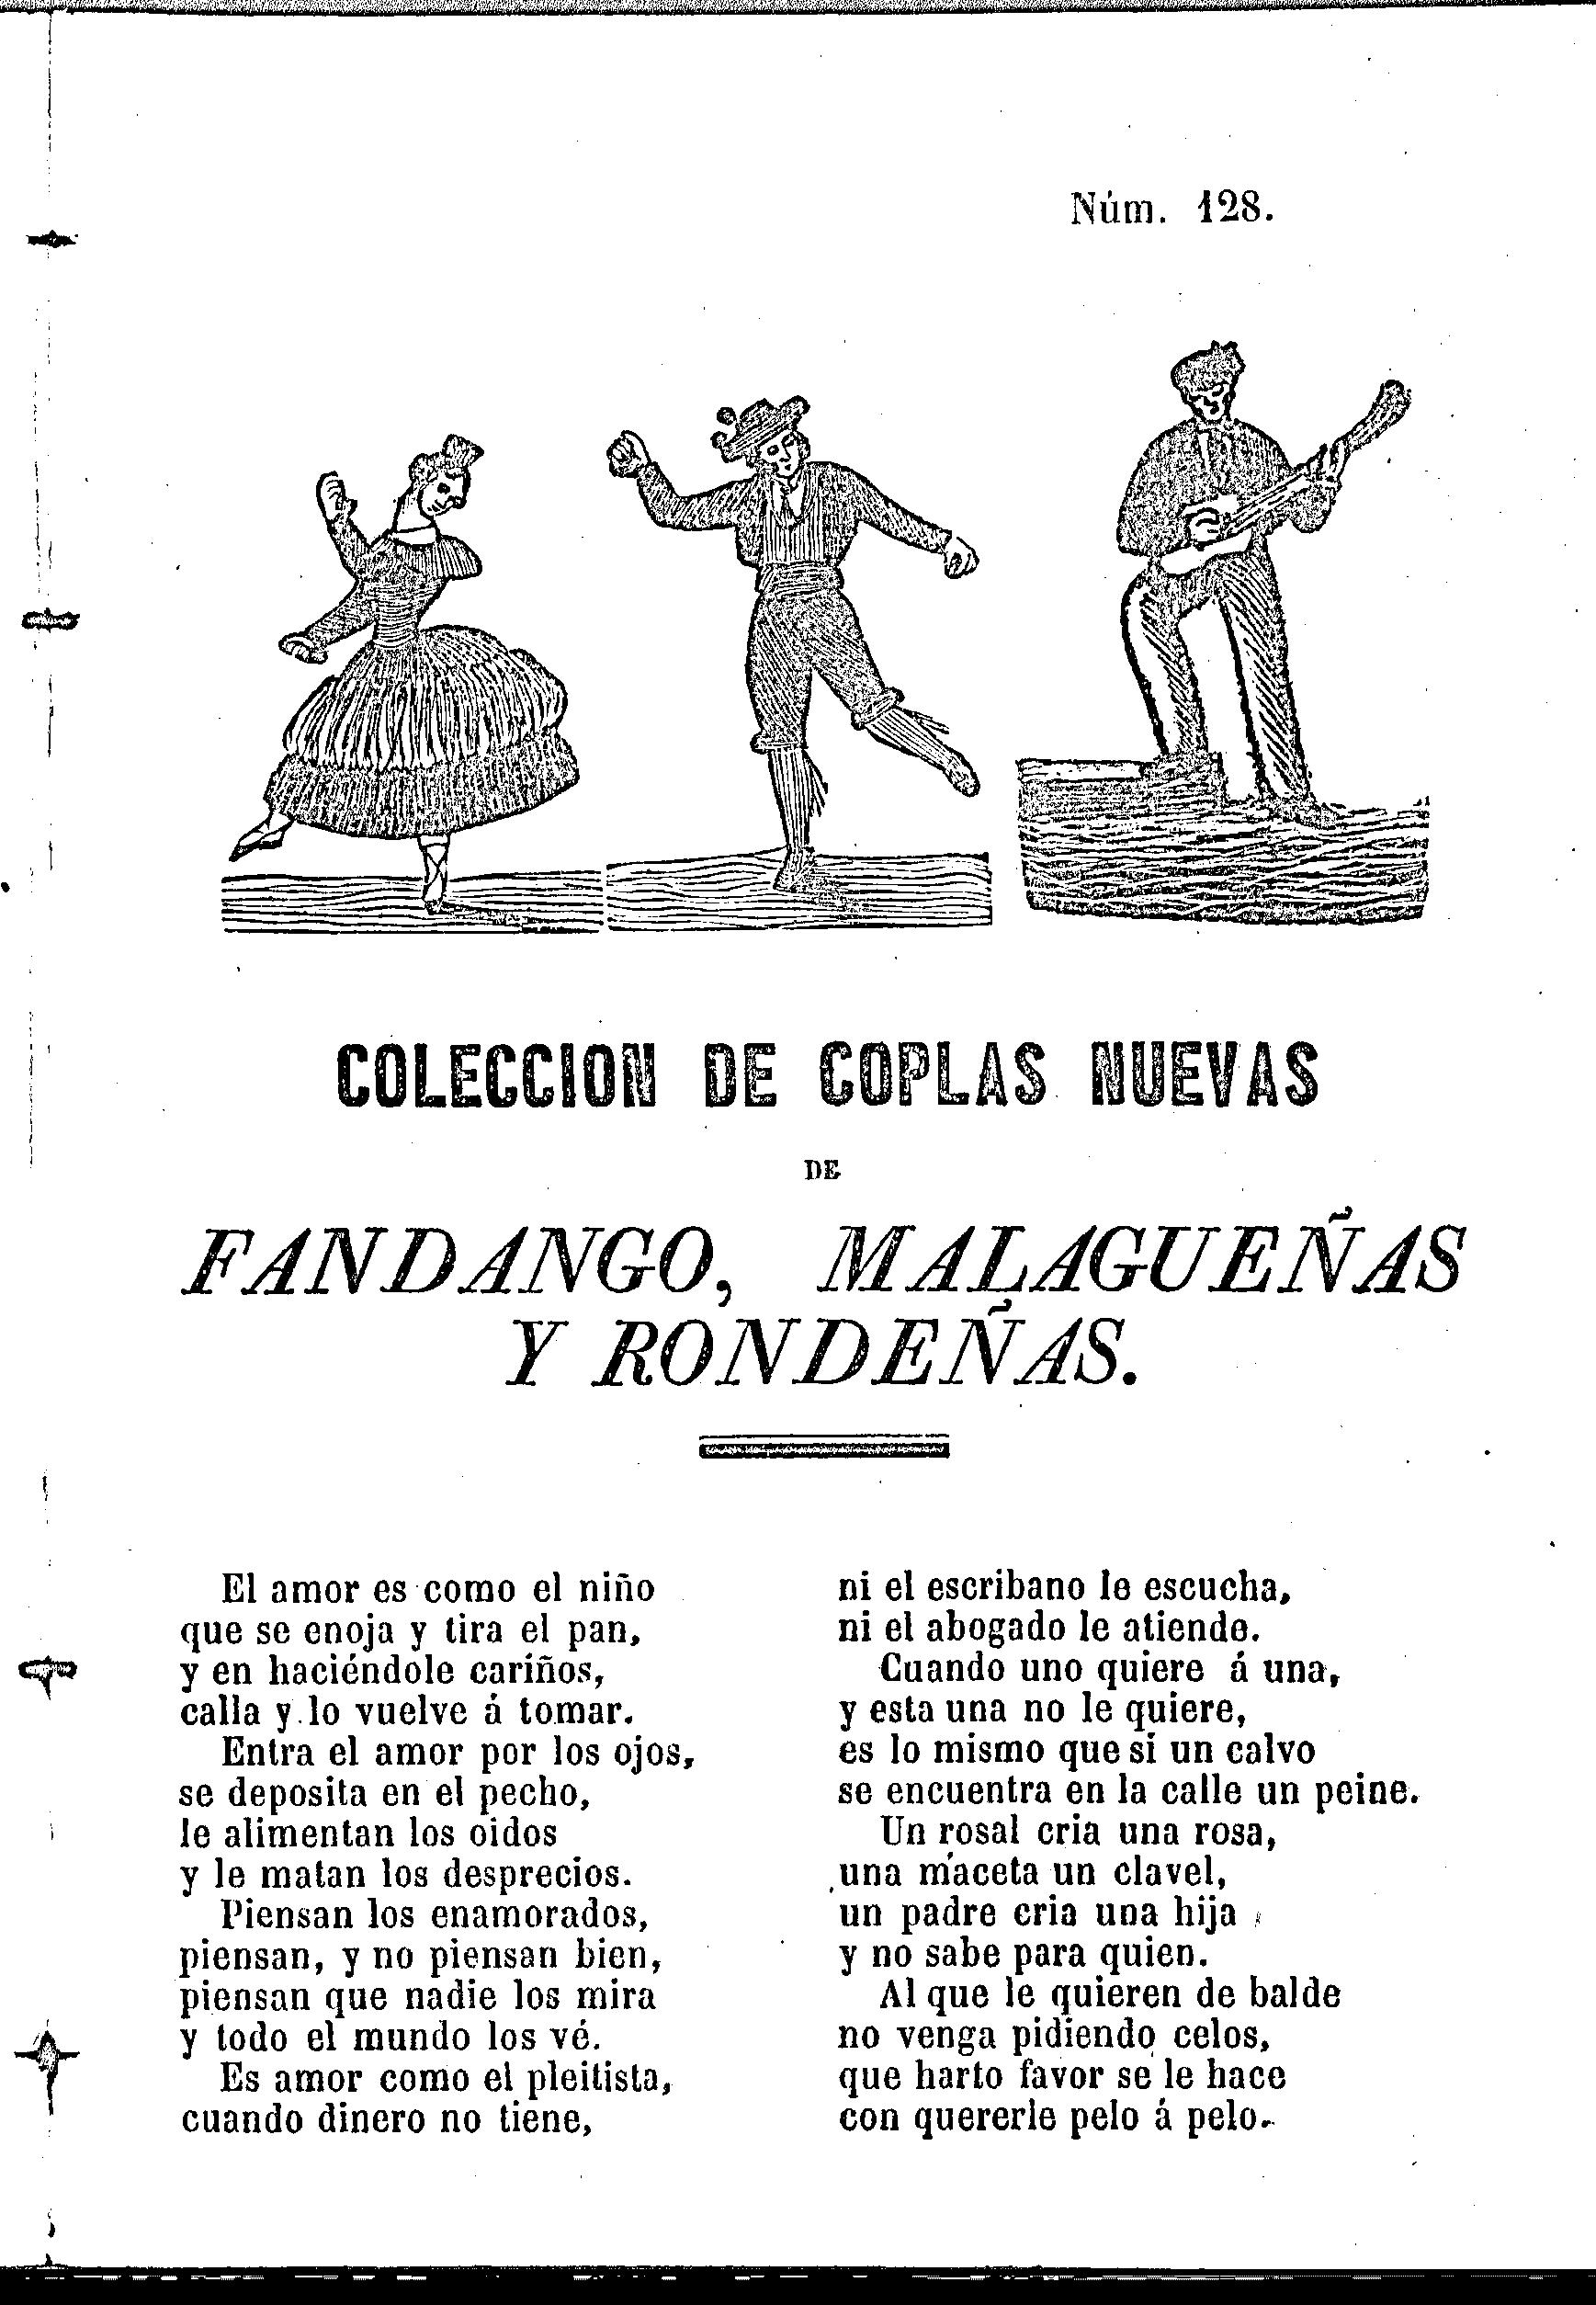 Núm. 128.
COLECCION DE COPLAS NUEVAS
DE
FANDANGO, MALAGUEÑAS
Y RONDEÑAS.
El amor es como el niño
que se enoja y tira el pan,
y en haciéndole cariños,
calla y lo vuelve á tomar.
Entra el amor por los ojos,
se deposita en el pecho,
le alimentan los oidos
y le matan los desprecios.
Piensan los enamorados,
piensan, y no piensan bien,
piensan que nadie los mira
y todo el mundo los vé.
Es amor como el pleitista,
cuando dinero no tiene,
ni el escribano le escucha,
ni el abogado le atiende.
Cuando uno quiere á una,
y esta una no le quiere,
es lo mismo que si un calvo
se encuentra en la calle un peine.
Un rosal cria una rosa,
una maceta un clavel,
un padre cria una hija
y no sabe para quien.
Al que le quieren de balde
no venga pidiendo celos,
que harto favor se le hace
con quererle pelo á pelo.